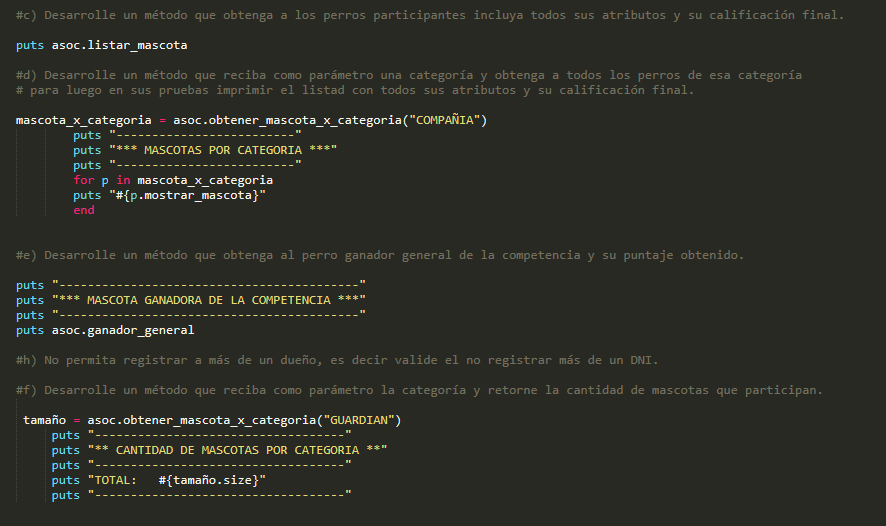 #c) Desarrolle un método que obtenga a los perros participantes incluya todos sus atributos y su calificación final.
puts asoc.listar_mascota
#d) Desarrolle un método que reciba como parámetro una categoría y obtenga a todos los perros de esa categoría
# para luego en sus pruebas imprimir el listad con todos sus atributos y su calificación final.
mascota_x_categoria = asoc.obtener_mascota_x_categoria("COMPAÑIA")
puts "-------------------------"
puts "*** MASCOTAS POR CATEGORIA ***"
puts "-------------------------"
for p in mascota_x_categoria
puts "#{p.mostrar_mascota}"
end
#e) Desarrolle un método que obtenga al perro ganador general de la competencia y su puntaje obtenido.
puts "------------------------------------------"
puts "*** MASCOTA GANADORA DE LA COMPETENCIA ***"
puts "------------------------------------------"
puts asoc.ganador_general
#h) No permita registrar a más de un dueño, es decir valide el no registrar más de un DNI.
#f) Desarrolle un método que reciba como parámetro la categoría y retorne la cantidad de mascotas que participan.
tamaño = asoc.obtener_mascota_x_categoria("GUARDIAN")
puts "-----------------------------------"
puts "** CANTIDAD DE MASCOTAS POR CATEGORIA **"
puts "-----------------------------------"
puts "TOTAL:   #{tamaño.size}"
puts "-----------------------------------"